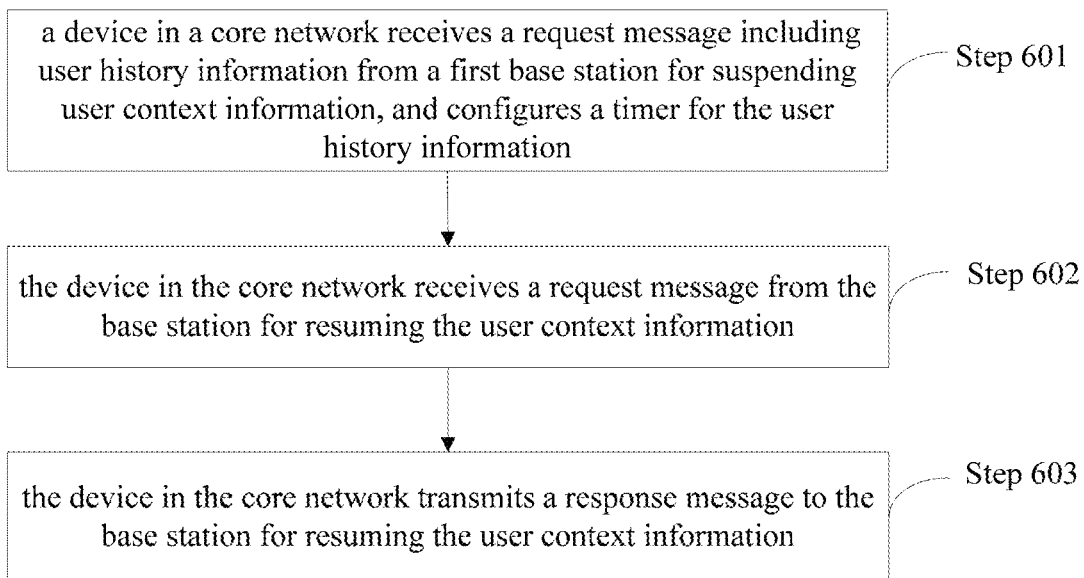 a device in a core network receives a request message including
user history information from a first base station for suspending
user context information, and configures a timer for the user
history information
Step 601
the device in the core network receives a request message from the
base station for resuming the user context information
Step 602
the device in the core network transmits a response message to the
base station for resuming the user context information
Step 603